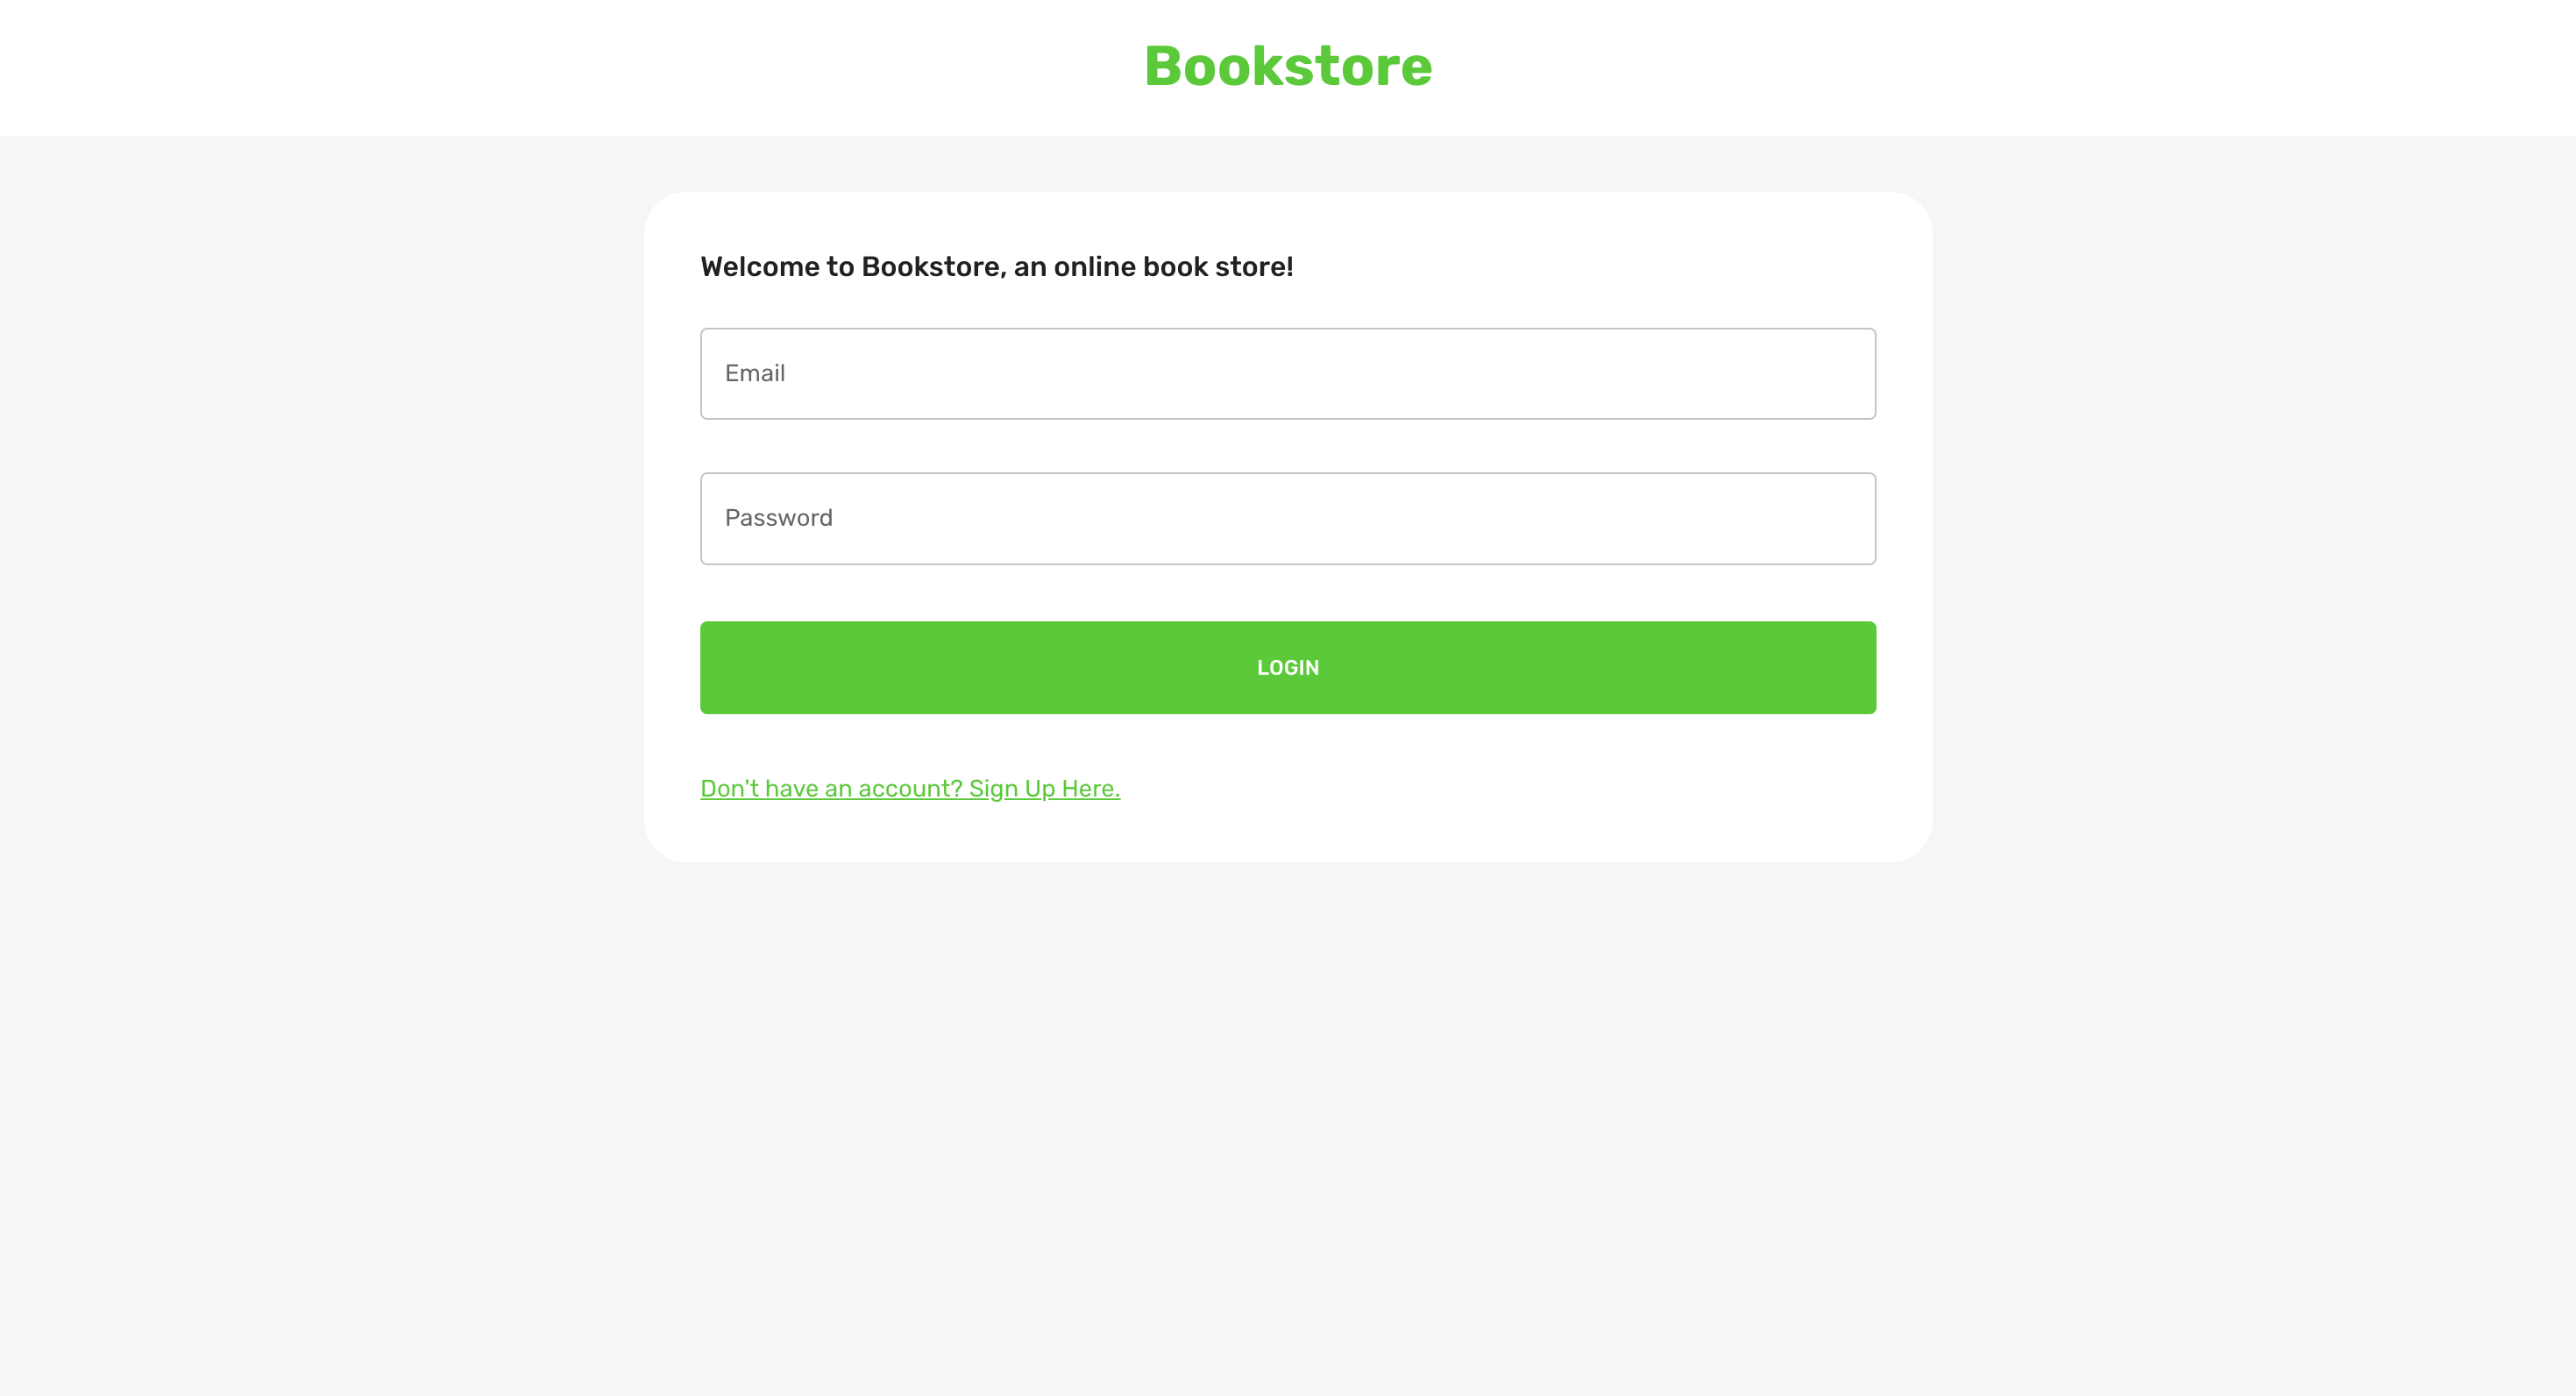 Bookstore
Welcome to Bookstore, an online book store!
Email
Password
LOGIN
Don't have an account? Sign Up Here.